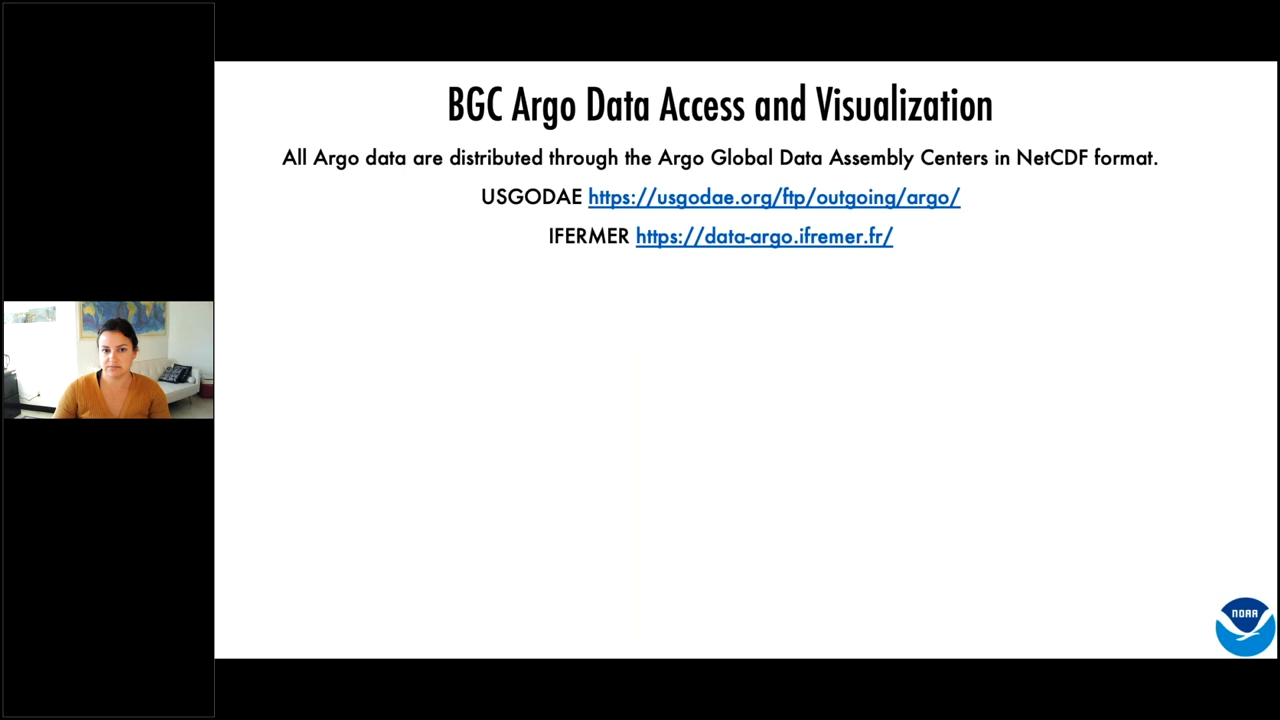 BGC Argo Data Access and Visualization
All Argo data are distributed through the Argo Global Data Assembly Centers in NetCDF format.
USGODAE https://usgodae.org/ftp/outgoing/argo/
IFERMER https://data-argo.ifremer.fr/
NOAA